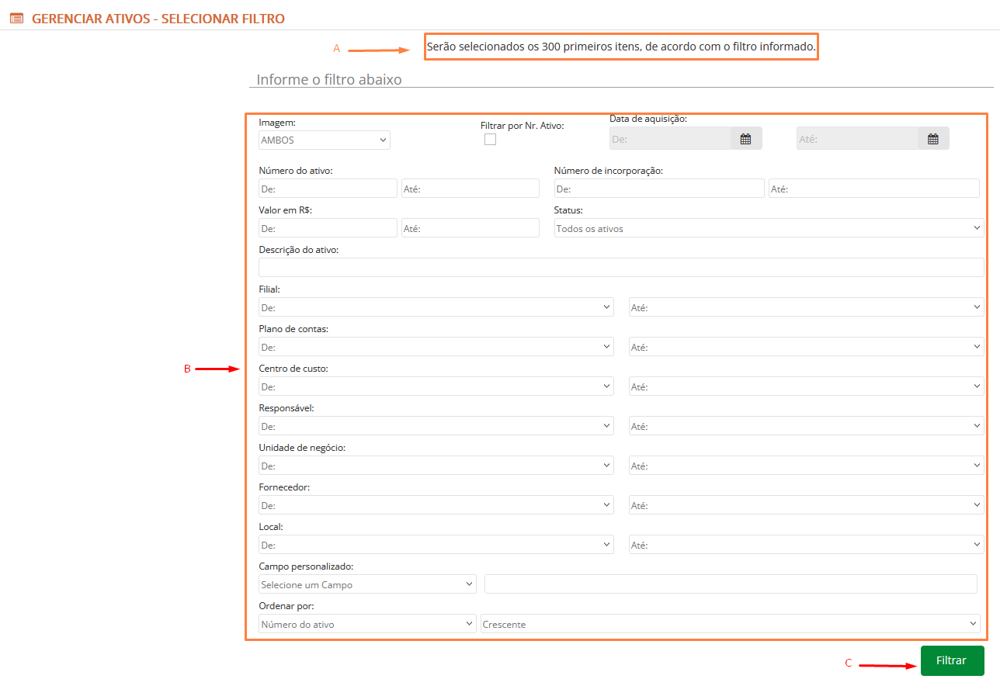 GERENCIAR ATIVOS - SELECIONAR FILTRO
A Serão selecionados os 300 primeiros itens, de acordo com o filtro informado.
Informe o filtro abaixo
Imagem: Filtrar por Nr. Ativo: Data de aquisição:
AMBOS De: Até:
Número do ativo: Número de incorporação:
De: Até: De: Até:
Valor em R$: Status:
De: Até: Todos os ativos
Descrição do ativo:
Filial:
De: Até:
Plano de contas:
De: Até:
B Centro de custo:
De: Até:
Responsável:
De: Até:
Unidade de negócio:
De: Até:
Fornecedor:
De: Até:
Local:
De: Até:
Campo personalizado:
Selecione um Campo
Ordenar por:
Número do ativo Crescente
C Filtrar